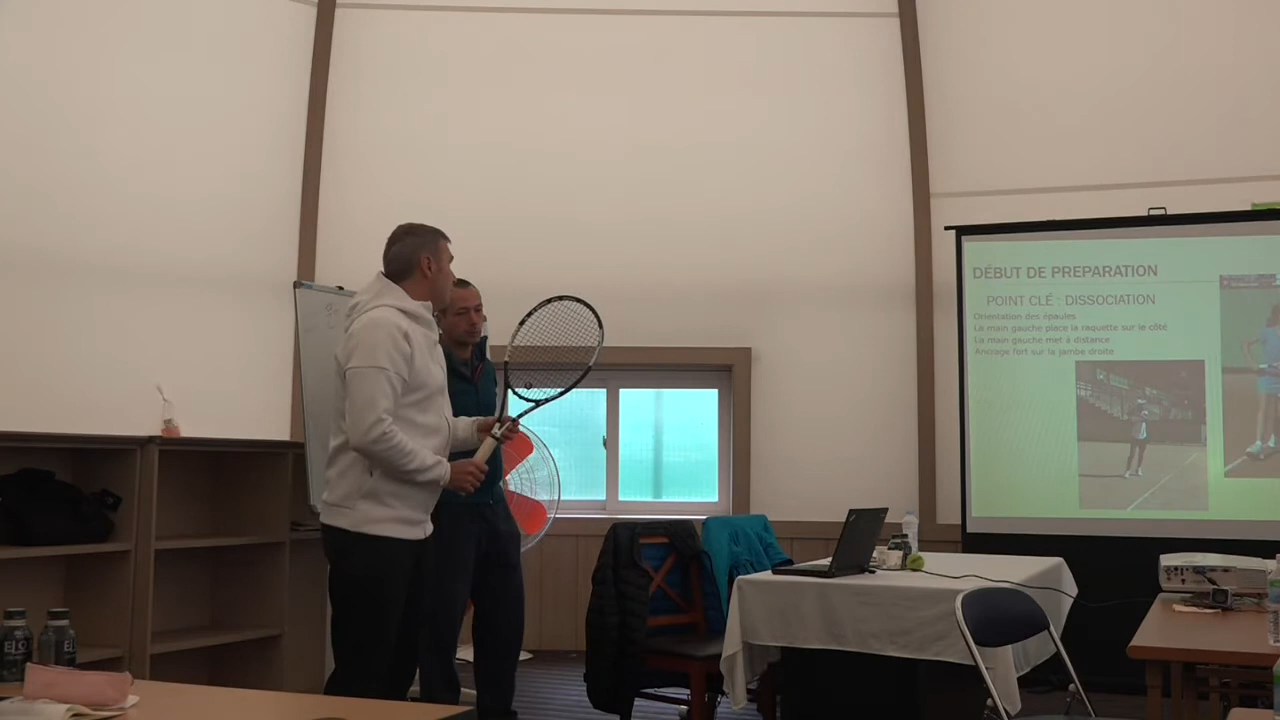 DÉBUT DE PREPARATION
POINT CLÉ : DISSOCIATION
Orientation des épaules
La main gauche place la raquette sur le côté
La main gauche met à distance
Ancrage fort sur la jambe droite